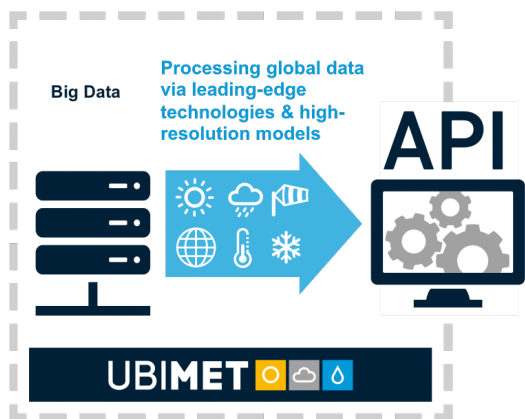 Big Data
Processing global data
via leading-edge
technologies & high-
resolution models
API
UBIMET